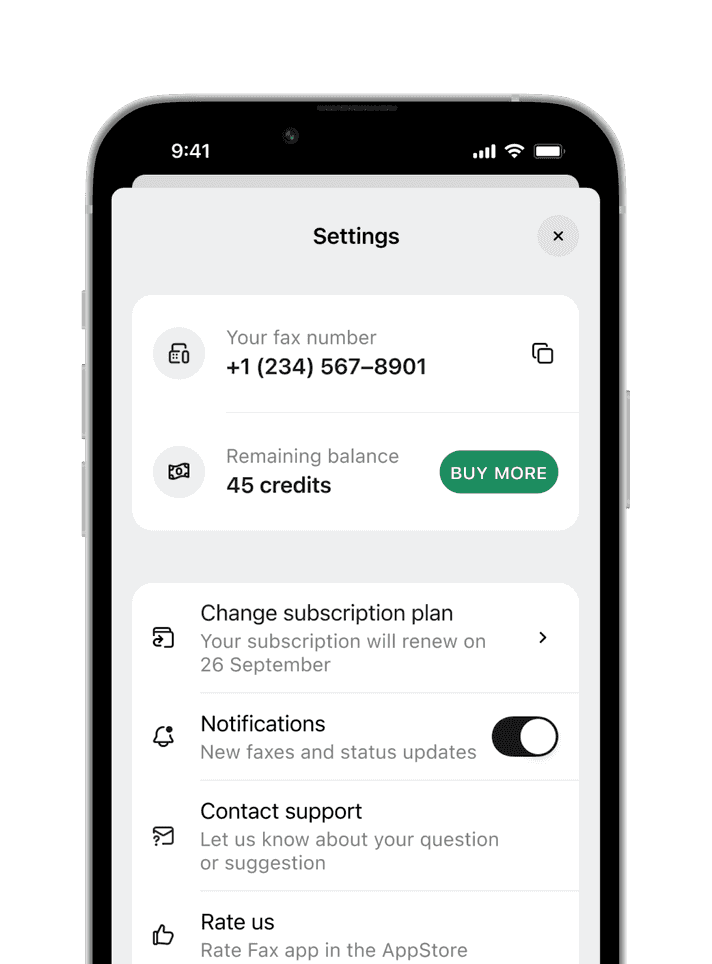 9:41
Settings
Your fax number
+1 (234) 567–8901
Remaining balance
45 credits
BUY MORE
Change subscription plan
Your subscription will renew on
26 September
Notifications
New faxes and status updates
Contact support
Let us know about your question
or suggestion
Rate us
Rate Fax app in the AppStore